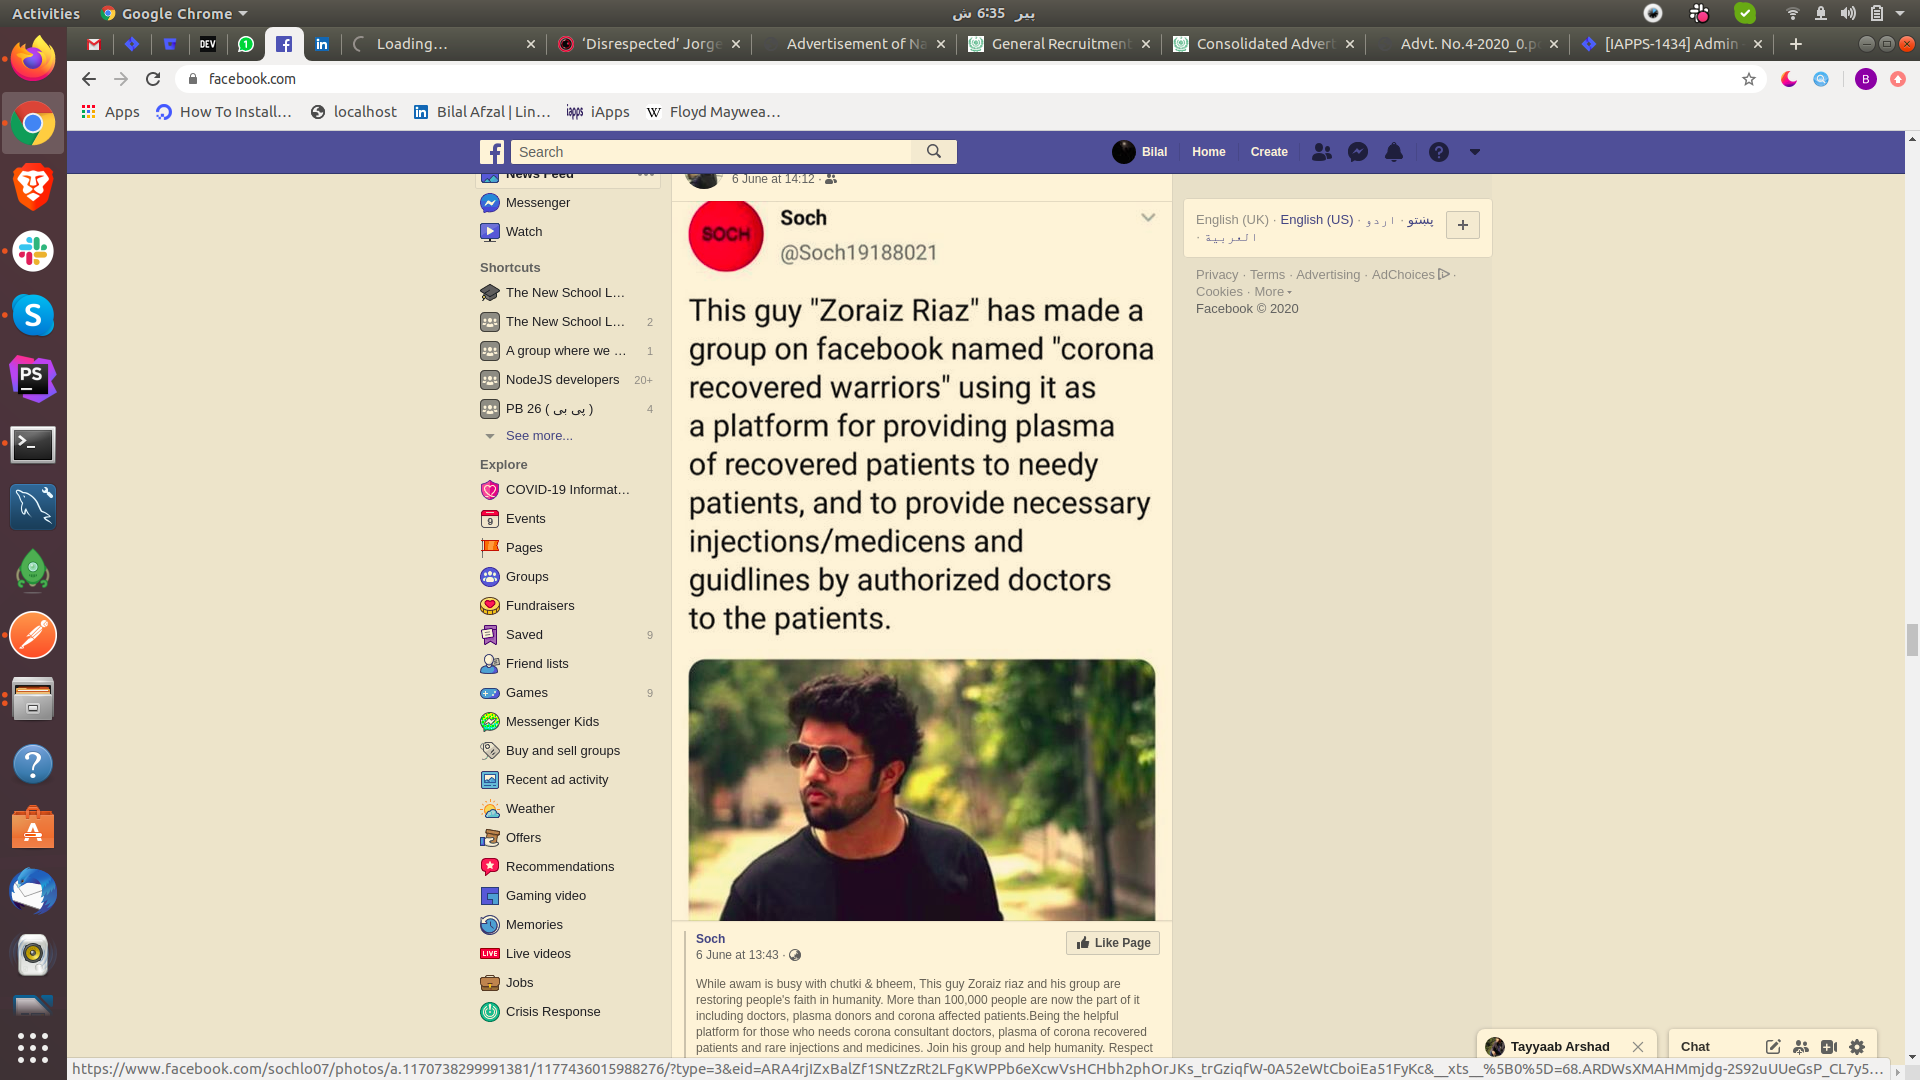 Activities
Google Chrome
پیر 6:35 ش
DEV
1
Loading…
‘Disrespected’ Jorge
Advertisement of Na
General Recruitment
Consolidated Advert
Advt. No.4-2020_0.p
[IAPPS-1434] Admin
facebook.com
B
Apps
How To Install…
localhost
Bilal Afzal | Lin…
iApps
Floyd Maywea…
Search
Bilal
Home
Create
News Feed
Messenger
Watch
Shortcuts
The New School L…
The New School L… 2
A group where we … 1
NodeJS developers 20+
PB 26 ( پی بی ) 4
See more...
Explore
COVID-19 Informat…
Events
Pages
Groups
Fundraisers
Saved 9
Friend lists
Games 9
Messenger Kids
Buy and sell groups
Recent ad activity
Weather
Offers
Recommendations
Gaming video
Memories
LIVE Live videos
Jobs
Crisis Response
6 June at 14:12 ·
SOCH
Soch
@Soch19188021
This guy "Zoraiz Riaz" has made a
group on facebook named "corona
recovered warriors" using it as
a platform for providing plasma
of recovered patients to needy
patients, and to provide necessary
injections/medicens and
guidlines by authorized doctors
to the patients.
Soch
6 June at 13:43 ·
Like Page
While awam is busy with chutki & bheem, This guy Zoraiz riaz and his group are
restoring people's faith in humanity. More than 100,000 people are now the part of it
including doctors, plasma donors and corona affected patients.Being the helpful
platform for those who needs corona consultant doctors, plasma of corona recovered
patients and rare injections and medicines. Join his group and help humanity. Respect
English (UK) · English (US) · اردو · پښتو
· العربية
Privacy · Terms · Advertising · AdChoices ·
Cookies · More
Facebook © 2020
Tayyaab Arshad
Chat
PS
https://www.facebook.com/sochlo07/photos/a.1170738299991381/1177436015988276/?type=3&eid=ARA4rjIZxBalZf1SNtZzRt2LFgKWPPb6eXcwVsHCHbh2phOrJKs_trGziqfW-0A52eWtCboiEa51FyKc&__xts__%5B0%5D=68.ARDWsXMAHMmjdg-2S92uUUeGsP_CL7y5…